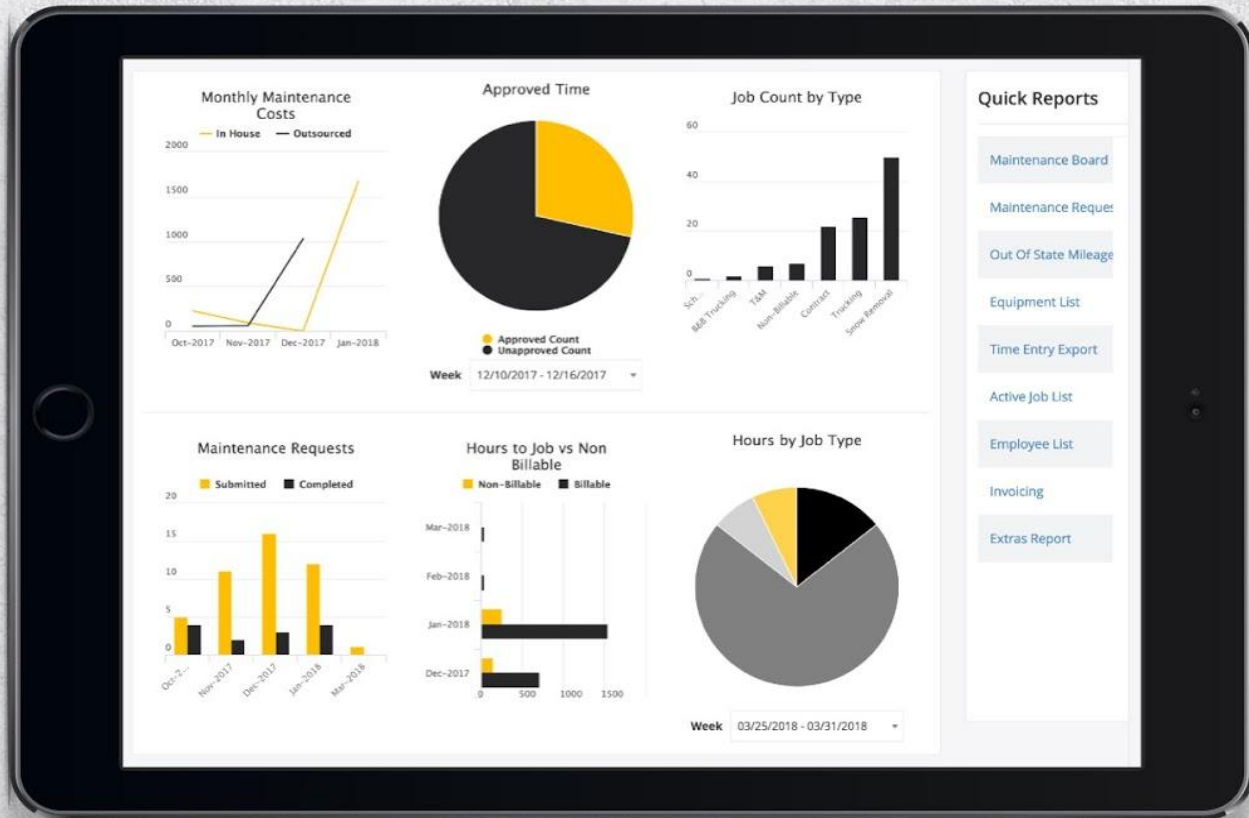 Monthly Maintenance
Costs
In House
Outsourced
2000
1500
1000
500
0
Oct-2017
Nov-2017
Dec-2017
Jan-2018
Approved Time
Approved Count
Unapproved Count
Week
12/10/2017 - 12/16/2017
Job Count by Type
60
40
20
0
Sch...
B&B Trucking
T&M
Non-Billable
Contract
Trucking
Snow Removal
Maintenance Requests
Submitted
Completed
20
15
10
5
0
Oct-2...
Nov-2017
Dec-2017
Jan-2018
Mar-2018
Hours to Job vs Non
Billable
Non-Billable
Billable
Mar-2018
Feb-2018
Jan-2018
Dec-2017
0
500
1000
1500
Hours by Job Type
Week
03/25/2018 - 03/31/2018
Quick Reports
Maintenance Board
Maintenance Reques
Out Of State Mileage
Equipment List
Time Entry Export
Active Job List
Employee List
Invoicing
Extras Report